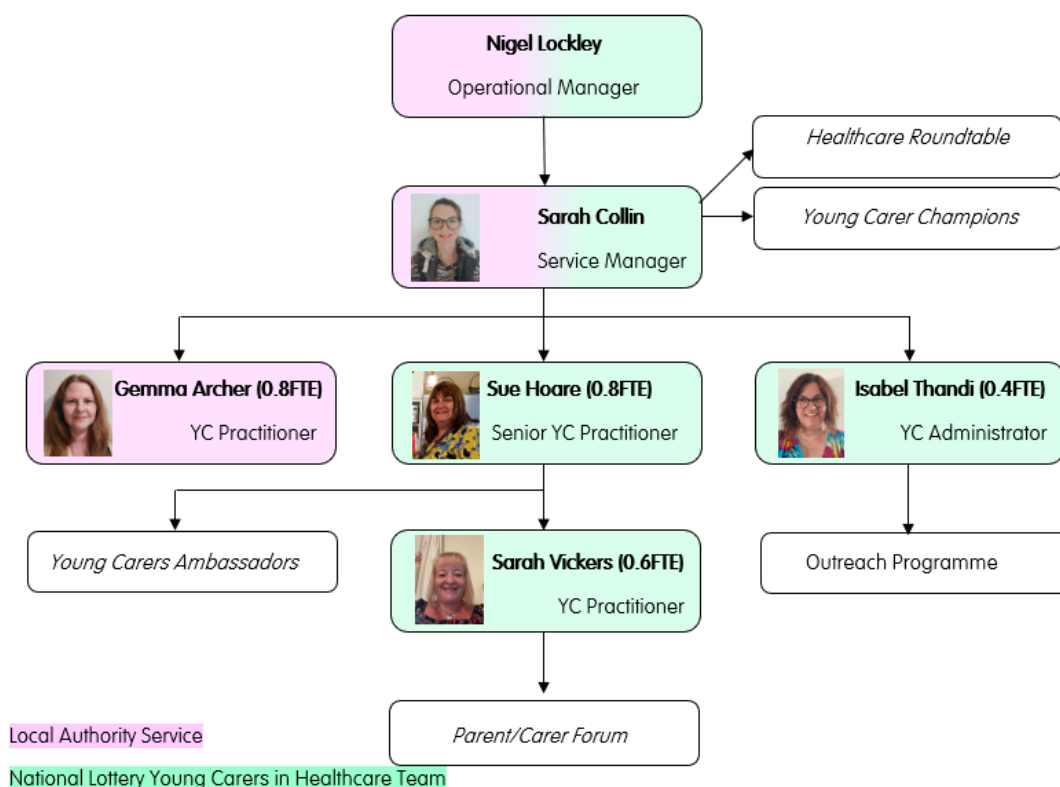 Nigel Lockley
Operational Manager
Healthcare Roundtable
Sarah Collin
Service Manager
Young Carer Champions
Gemma Archer (0.8FTE)
YC Practitioner
Sue Hoare (0.8FTE)
Senior YC Practitioner
Isabel Thandi (0.4FTE)
YC Administrator
Young Carers Ambassadors
Sarah Vickers (0.6FTE)
YC Practitioner
Outreach Programme
Parent/Carer Forum
Local Authority Service
National Lottery Young Carers in Healthcare Team